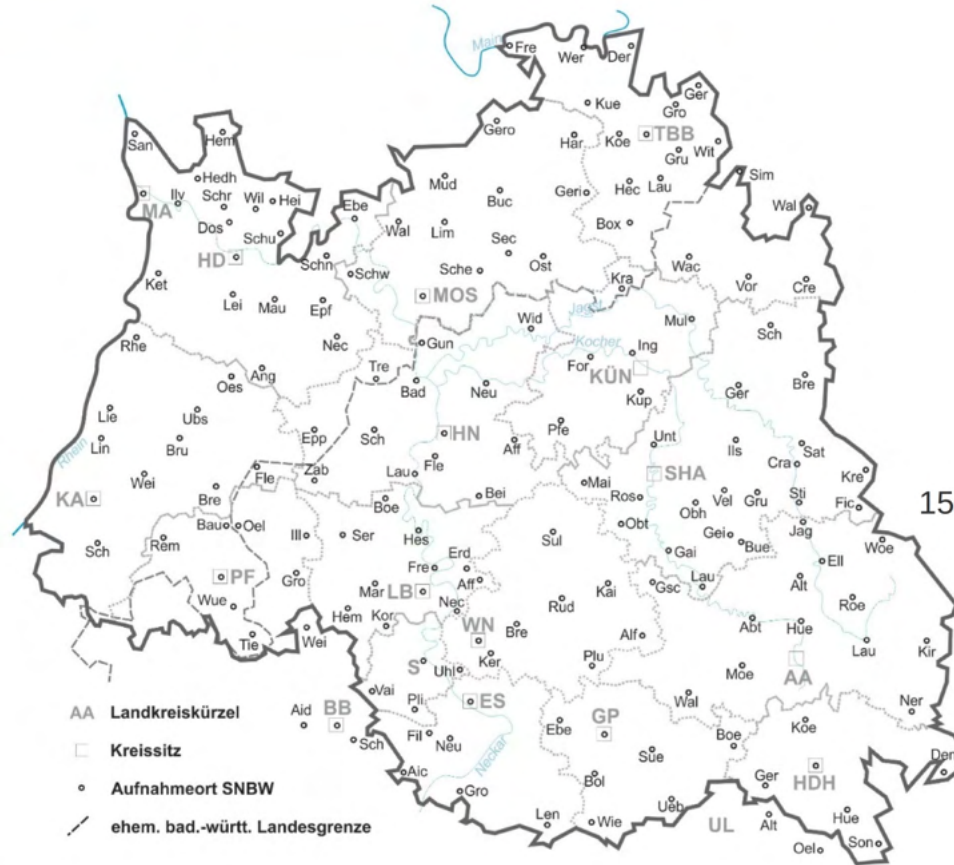 Main
Fre
Wer
Der
Kue
Gro
Ger
TBB
Koe
Gru
Wit
San
Hem
Gero
Har
Hedh
Mud
Geri
Hec
Lau
Sim
MA
Ilv
Schr
Wil
Hei
Ebe
Buc
Wal
Dos
Schu
Wal
Lim
Box
HD
Schn
Schw
Sec
Sche
Ost
Wac
Ket
Lei
Mau
Epf
MOS
Kra
Vor
Cre
Jagst
Wid
Mul
Sch
Rhe
Nec
Gun
Kocher
Ing
Oes
Ang
Tre
Bad
Neu
For
KÜN
Ger
Bre
Lie
Ubs
Kup
Lin
Bru
Epp
Sch
HN
Aff
Pfe
Unt
Ils
Sat
Rhein
Wei
Fle
Zab
Lau
Fle
SHA
Cra
Kre
KA
Bre
Boe
Bei
Mai
Ros
Obh
Vel
Gru
Sti
Fic
15
Bau
Oel
Ill
Ser
Hes
Sul
Obt
Gei
Bue
Jag
Woe
Sch
Rem
Erd
Gai
Ell
PF
Gro
Mar
LB
Fre
Aff
Kai
Gsc
Lau
Alt
Wue
Hem
Kor
Nec
Rud
Roe
Tie
Wei
WN
Bre
Alf
Abt
Hue
Lau
S
Uhl
Ker
Plu
Moe
AA
Kir
Vai
Pli
ES
Wal
Ner
AA Landkreiskürzel
Aid
BB
Sch
Fil
Neu
Ebe
GP
Boe
Koe
Kreissitz
Neckar
Sue
Dem
Aic
Bol
Ger
HDH
Aufnahmeort SNBW
Gro
Ueb
Hue
Len
Wie
UL
Alt
ehem. bad.-württ. Landesgrenze
Oel
Son